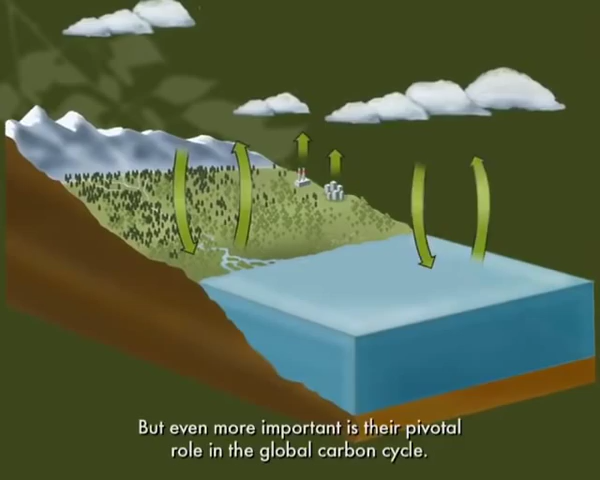 But even more important is their pivotal
role in the global carbon cycle.